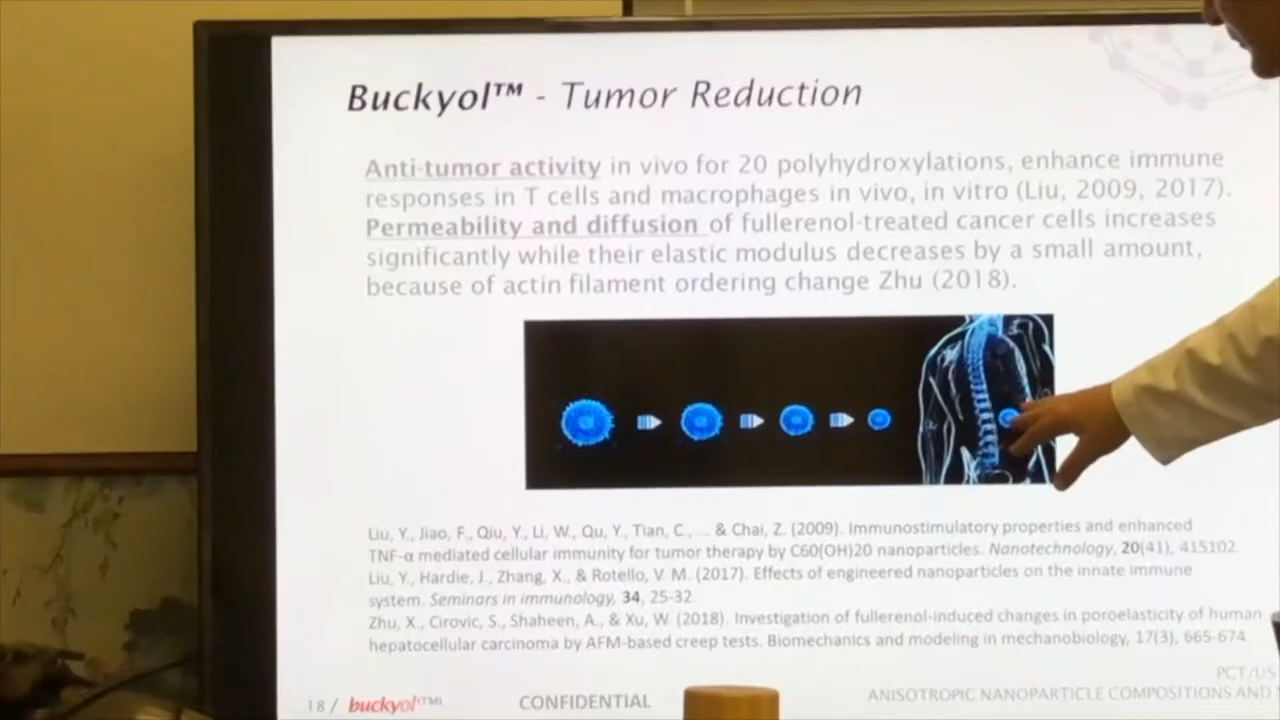 Buckyol™ - Tumor Reduction
Anti-tumor activity in vivo for 20 polyhydroxylations, enhance immune
responses in T cells and macrophages in vivo, in vitro (Liu, 2009, 2017).
Permeability and diffusion of fullerenol-treated cancer cells increases
significantly while their elastic modulus decreases by a small amount,
because of actin filament ordering change Zhu (2018).
Liu, Y., Jiao, F., Qiu, Y., Li, W., Qu, Y., Tian, C., ... & Chai, Z. (2009). Immunostimulatory properties and enhanced
TNF-α mediated cellular immunity for tumor therapy by C60(OH)20 nanoparticles. Nanotechnology, 20(41), 415102.
Liu, Y., Hardie, J., Zhang, X., & Rotello, V. M. (2017). Effects of engineered nanoparticles on the innate immune
system. Seminars in immunology, 34, 25-32.
Zhu, X., Cirovic, S., Shaheen, A., & Xu, W. (2018). Investigation of fullerenol-induced changes in poroelasticity of human
hepatocellular carcinoma by AFM-based creep tests. Biomechanics and modeling in mechanobiology, 17(3), 665-674.
PCT/US
18 / buckyol(TM) CONFIDENTIAL ANISOTROPIC NANOPARTICLE COMPOSITIONS AND